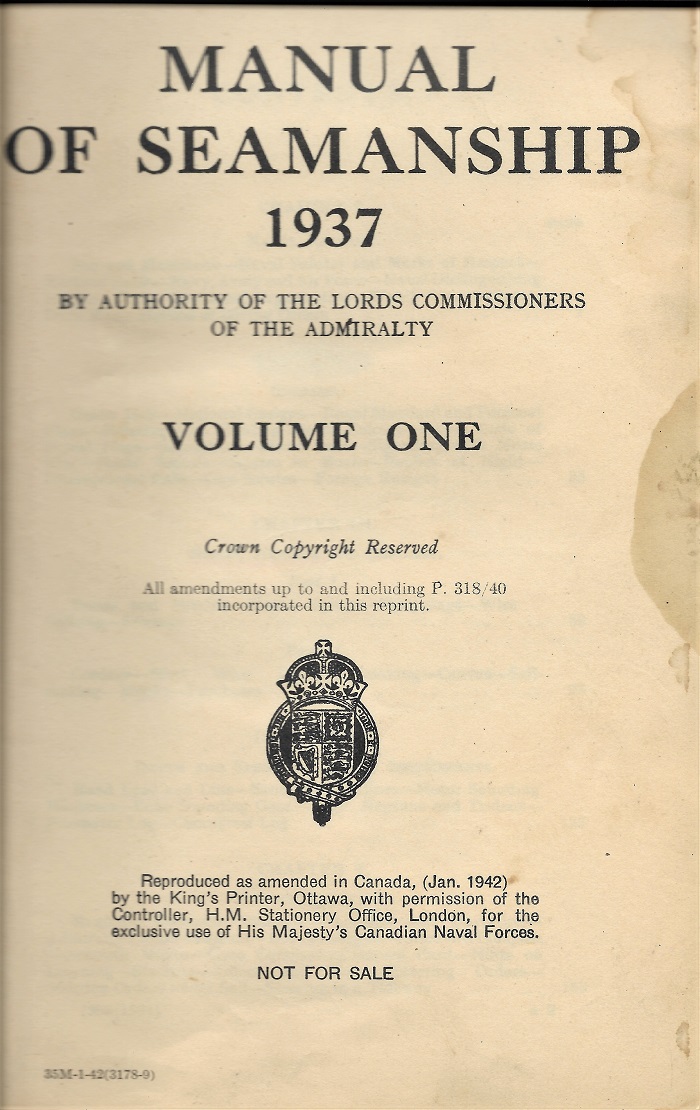 MANUAL
OF SEAMANSHIP
1937
BY AUTHORITY OF THE LORDS COMMISSIONERS
OF THE ADMIRALTY
VOLUME ONE
Crown Copyright Reserved
All amendments up to and including P. 318/40
incorporated in this reprint.
Reproduced as amended in Canada, (Jan. 1942)
by the King's Printer, Ottawa, with permission of the
Controller, H.M. Stationery Office, London, for the
exclusive use of His Majesty's Canadian Naval Forces.
NOT FOR SALE
35M-1-42(3178-9)